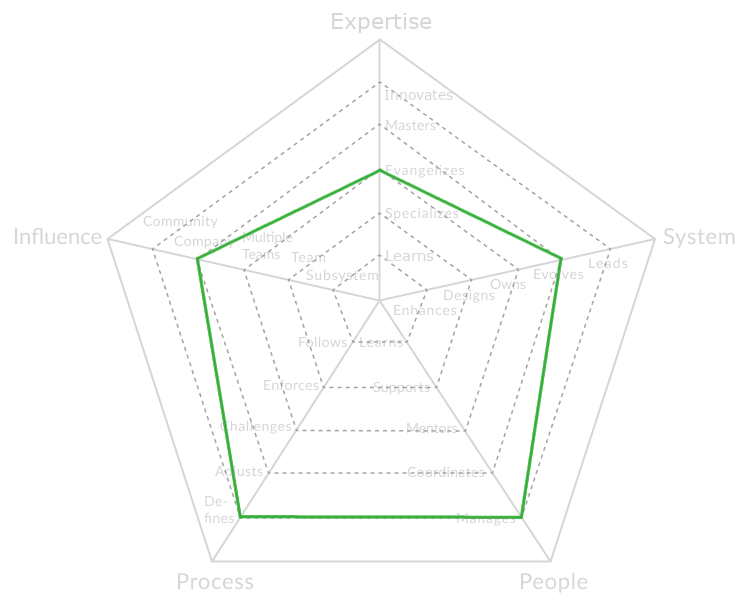 Expertise
Innovates
Masters
Evangelizes
Specializes
Learns
Influence
Community
Company
Multiple
Teams
Team
Subsystem
System
Leads
Evolves
Owns
Designs
Enhances
Follows
Enforces
Challenges
Adjusts
De-
fines
Process
Learns
Supports
Mentors
Coordinates
Manages
People